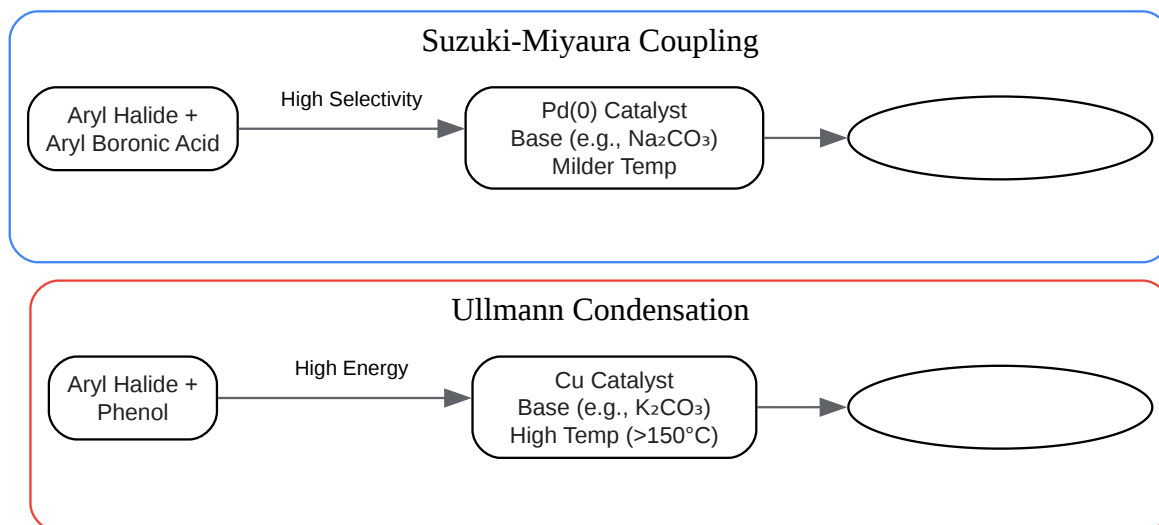 Suzuki-Miyaura Coupling
Aryl Halide +
Aryl Boronic Acid
High Selectivity
Pd(0) Catalyst
Base (e.g., Na₂CO₃)
Milder Temp
Ullmann Condensation
Aryl Halide +
Phenol
High Energy
Cu Catalyst
Base (e.g., K₂CO₃)
High Temp (>150°C)